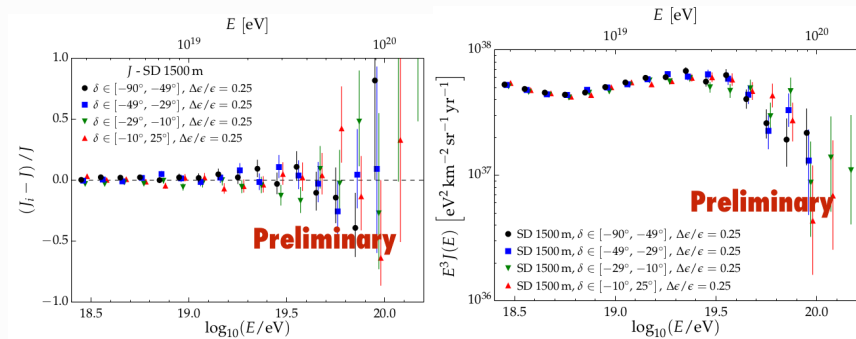 E [eV]
10^19
10^20
1.0
0.5
0.0
−0.5
−1.0
(J_i − J)/J
J - SD 1500 m
δ ∈ [−90°, −49°], Δϵ/ϵ = 0.25
δ ∈ [−49°, −29°], Δϵ/ϵ = 0.25
δ ∈ [−29°, −10°], Δϵ/ϵ = 0.25
δ ∈ [−10°, 25°], Δϵ/ϵ = 0.25
Preliminary
18.5
19.0
19.5
20.0
log_10(E/eV)
E [eV]
10^19
10^20
10^38
10^37
10^36
E^3 J(E) [eV^2 km^−2 sr^−1 yr^−1]
Preliminary
SD 1500 m, δ ∈ [−90°, −49°], Δϵ/ϵ = 0.25
SD 1500 m, δ ∈ [−49°, −29°], Δϵ/ϵ = 0.25
SD 1500 m, δ ∈ [−29°, −10°], Δϵ/ϵ = 0.25
SD 1500 m, δ ∈ [−10°, 25°], Δϵ/ϵ = 0.25
18.5
19.0
19.5
20.0
log_10(E/eV)